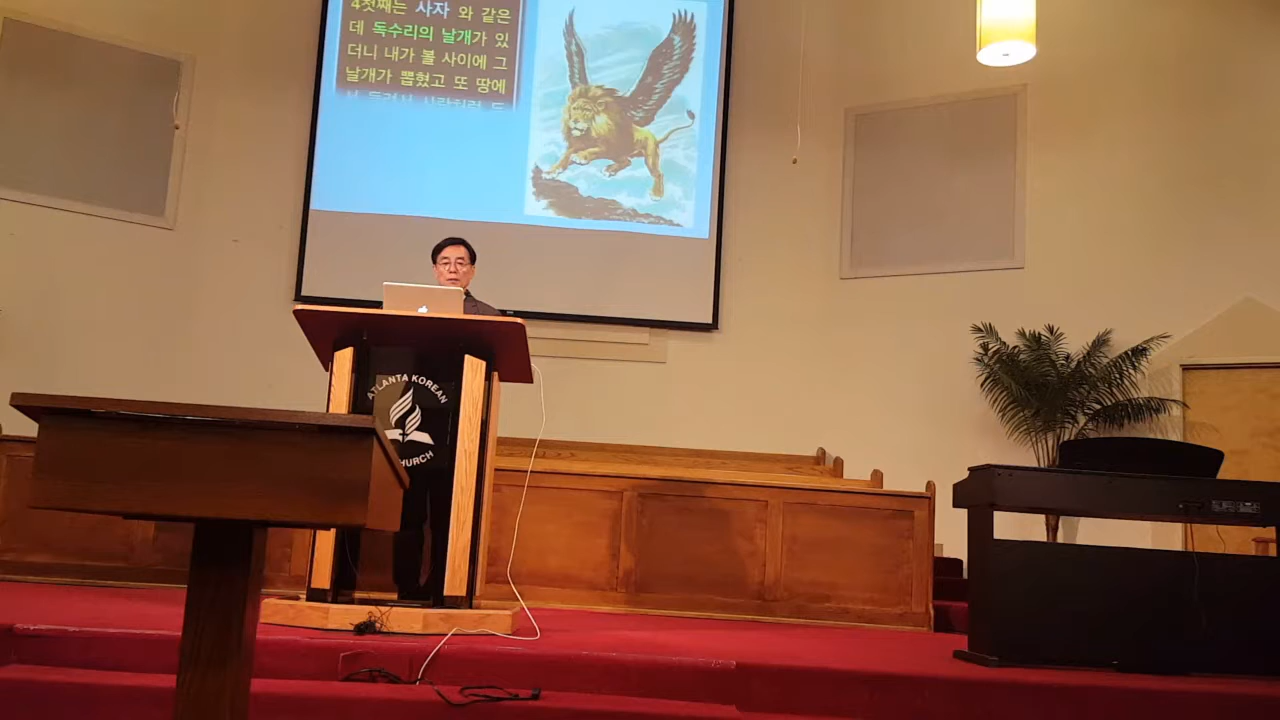 4첫째는 사자 와 같은
데 독수리의 날개가 있
더니 내가 볼 사이에 그
날개가 뽑혔고 또 땅에
ATLANTA KOREAN
CHURCH